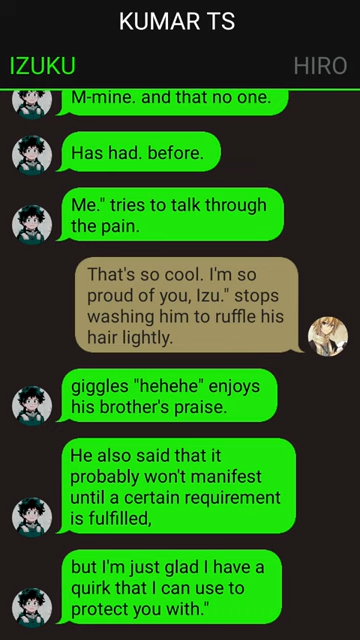 KUMAR TS
IZUKU
HIRO
M-mine. and that no one.
Has had. before.
Me." tries to talk through
the pain.
That's so cool. I'm so
proud of you, Izu." stops
washing him to ruffle his
hair lightly.
giggles "hehehe" enjoys
his brother's praise.
He also said that it
probably won't manifest
until a certain requirement
is fulfilled,
but I'm just glad I have a
quirk that I can use to
protect you with."